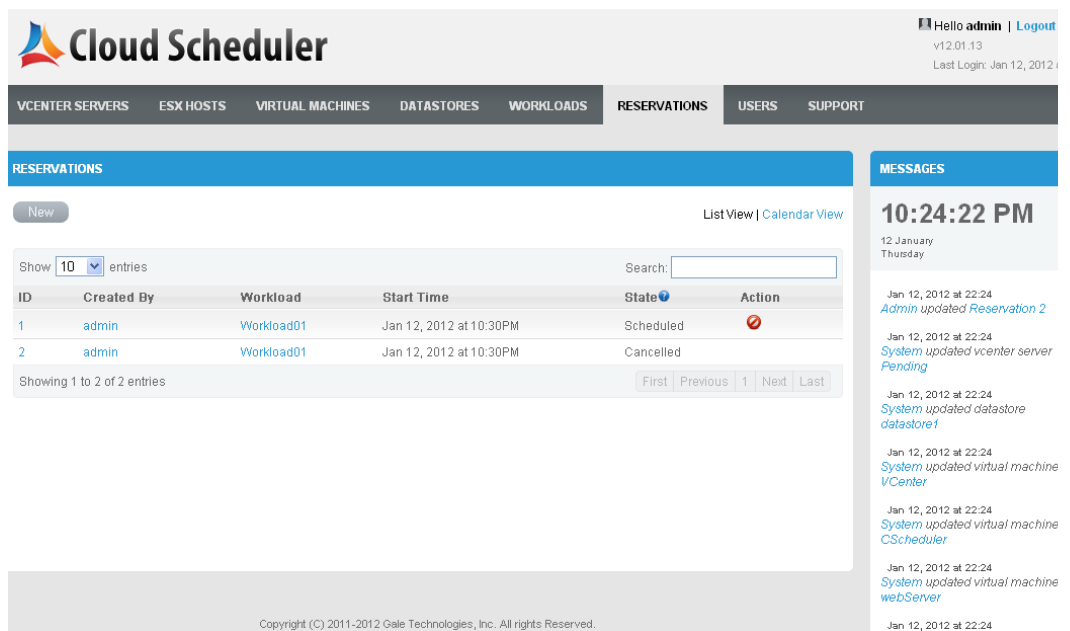 Cloud Scheduler
Hello admin | Logout
v12.01.13
Last Login: Jan 12, 2012
VCENTER SERVERS ESX HOSTS VIRTUAL MACHINES DATASTORES WORKLOADS RESERVATIONS USERS SUPPORT
RESERVATIONS
New
List View | Calendar View
Show 10 entries
Search:
ID Created By Workload Start Time State Action
1 admin Workload01 Jan 12, 2012 at 10:30PM Scheduled
2 admin Workload01 Jan 12, 2012 at 10:30PM Cancelled
Showing 1 to 2 of 2 entries
First Previous 1 Next Last
MESSAGES
10:24:22 PM
12 January
Thursday
Jan 12, 2012 at 22:24
Admin updated Reservation 2
Jan 12, 2012 at 22:24
System updated vcenter server
Pending
Jan 12, 2012 at 22:24
System updated datastore
datastore1
Jan 12, 2012 at 22:24
System updated virtual machine
VCenter
Jan 12, 2012 at 22:24
System updated virtual machine
CScheduler
Jan 12, 2012 at 22:24
System updated virtual machine
webServer
Jan 12, 2012 at 22:24
Copyright (C) 2011-2012 Gale Technologies, Inc. All rights Reserved.